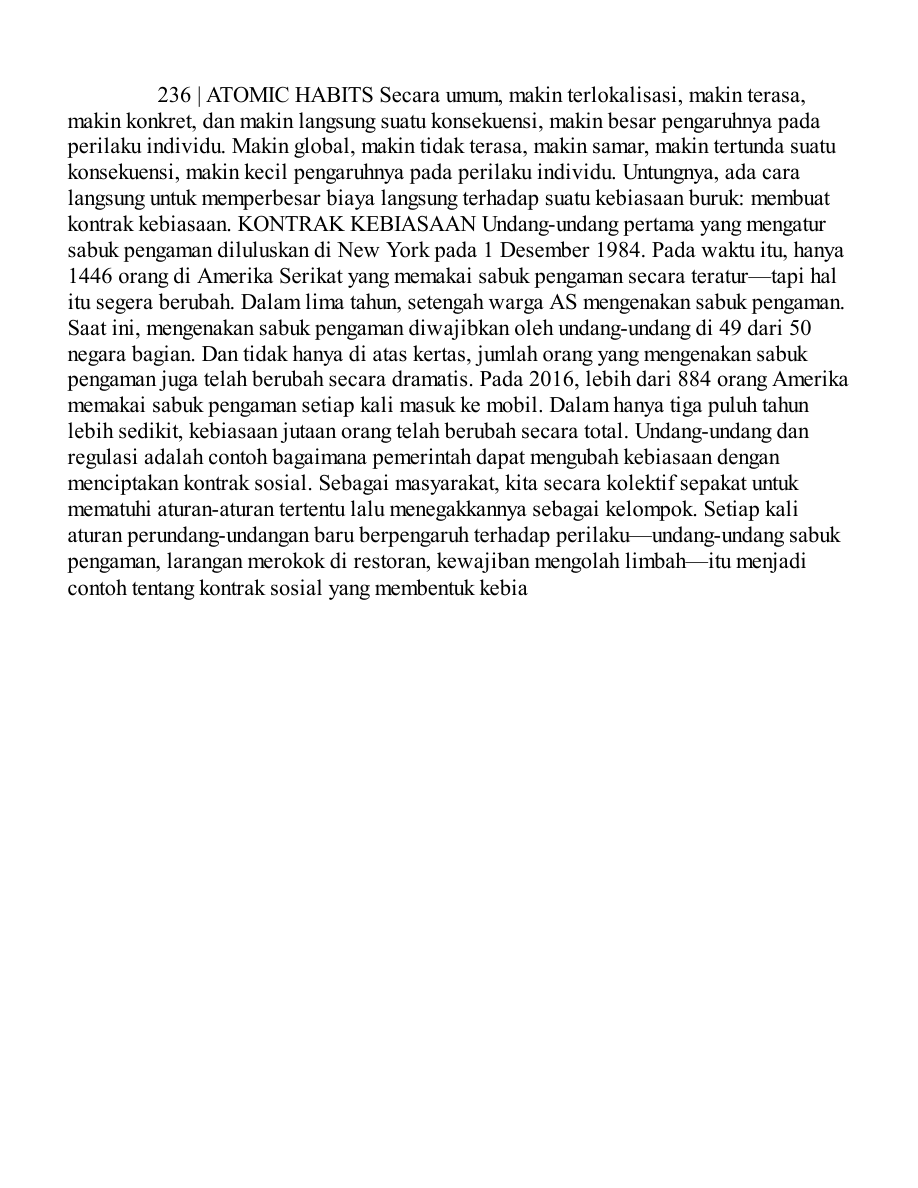 236 | ATOMIC HABITS Secara umum, makin terlokalisasi, makin terasa,
makin konkret, dan makin langsung suatu konsekuensi, makin besar pengaruhnya pada
perilaku individu. Makin global, makin tidak terasa, makin samar, makin tertunda suatu
konsekuensi, makin kecil pengaruhnya pada perilaku individu. Untungnya, ada cara
langsung untuk memperbesar biaya langsung terhadap suatu kebiasaan buruk: membuat
kontrak kebiasaan. KONTRAK KEBIASAAN Undang-undang pertama yang mengatur
sabuk pengaman diluluskan di New York pada 1 Desember 1984. Pada waktu itu, hanya
1446 orang di Amerika Serikat yang memakai sabuk pengaman secara teratur—tapi hal
itu segera berubah. Dalam lima tahun, setengah warga AS mengenakan sabuk pengaman.
Saat ini, mengenakan sabuk pengaman diwajibkan oleh undang-undang di 49 dari 50
negara bagian. Dan tidak hanya di atas kertas, jumlah orang yang mengenakan sabuk
pengaman juga telah berubah secara dramatis. Pada 2016, lebih dari 884 orang Amerika
memakai sabuk pengaman setiap kali masuk ke mobil. Dalam hanya tiga puluh tahun
lebih sedikit, kebiasaan jutaan orang telah berubah secara total. Undang-undang dan
regulasi adalah contoh bagaimana pemerintah dapat mengubah kebiasaan dengan
menciptakan kontrak sosial. Sebagai masyarakat, kita secara kolektif sepakat untuk
mematuhi aturan-aturan tertentu lalu menegakkannya sebagai kelompok. Setiap kali
aturan perundang-undangan baru berpengaruh terhadap perilaku—undang-undang sabuk
pengaman, larangan merokok di restoran, kewajiban mengolah limbah—itu menjadi
contoh tentang kontrak sosial yang membentuk kebia